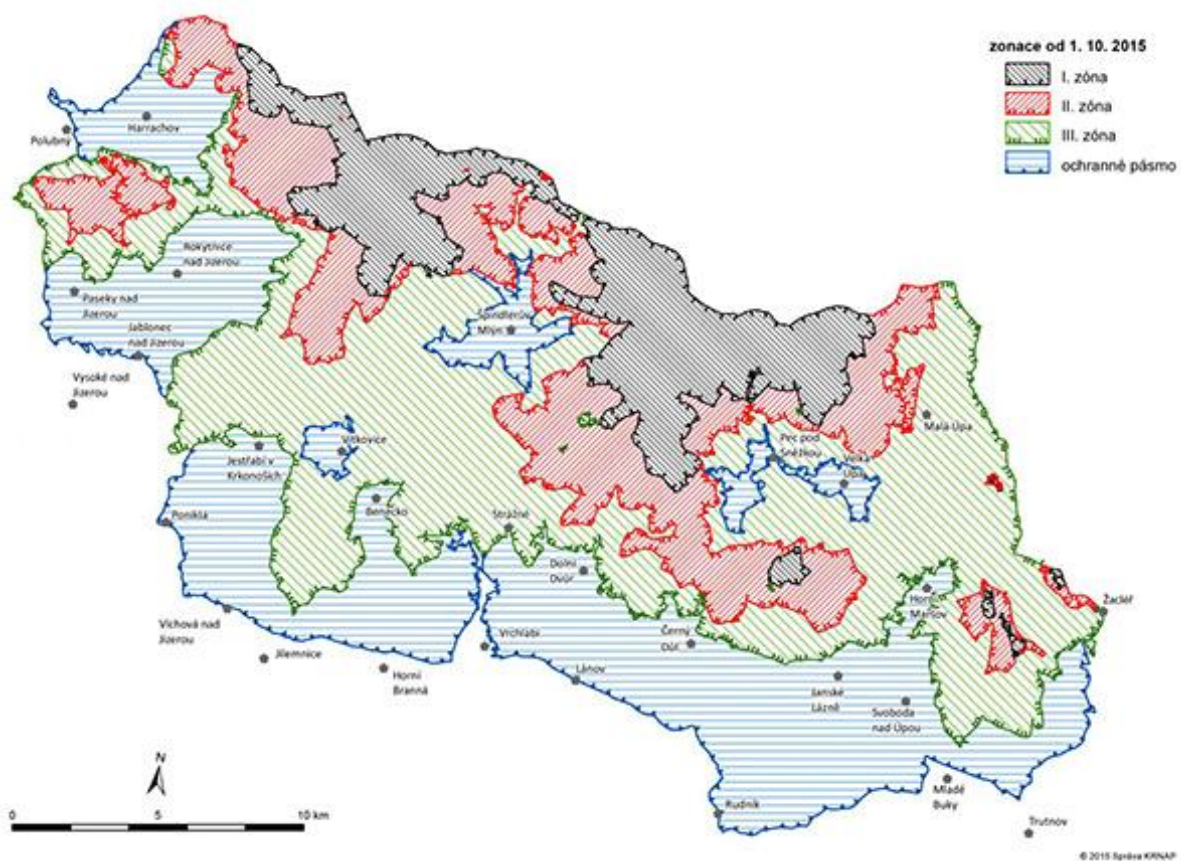 zonace od 1. 10. 2015
I. zóna
II. zóna
III. zóna
ochranné pásmo
Harrachov
Polubný
Rokytnice
nad Jizerou
Paseky nad
Jizerou
Jablonec
nad Jizerou
Vysoké nad
Jizerou
Špindlerův
Mlýn
Malá Úpa
Pec pod
Sněžkou
Velká
Úpa
Vítkovice
Jestřabí v
Krkonoších
Benecko
Strážné
Poniklá
Dolní
Dvůr
Horní
Maršov
Žacléř
Víchová nad
Jizerou
Jilemnice
Vrchlabí
Černý
Důl
Horní
Branná
Lánov
Janské
Lázně
Svoboda
nad Úpou
Mladé
Buky
Rudník
Trutnov
N
0 5 10 km
© 2015 Správa KRNAP